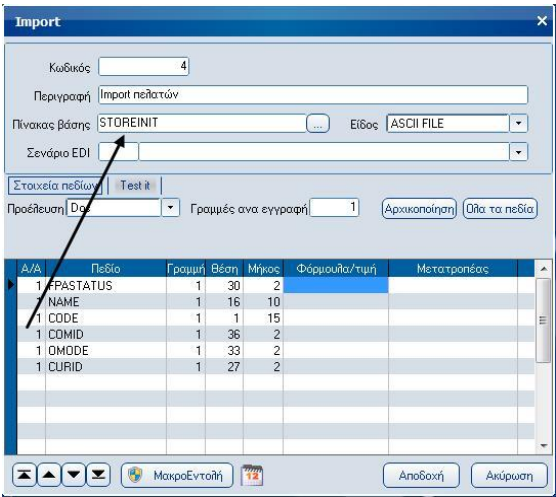 Import
Κωδικός 4
Περιγραφή Import πελατών
Πίνακας βάσης STOREINIT ... Είδος ASCII FILE
Σενάριο EDI
Στοιχεία πεδίων Test it
Προέλευση Dos Γραμμές ανα εγγραφή 1 Αρχικοποίηση Ολα τα πεδία
Α/Α Πεδίο Γραμμή Θέση Μήκος Φόρμουλα/τιμή Μετατροπέας
1 FPASTATUS 1 30 2
1 NAME 1 16 10
1 CODE 1 1 15
1 COMID 1 36 2
1 OMODE 1 33 2
1 CURID 1 27 2
ΜακροΕντολή 12 Αποδοχή Ακύρωση